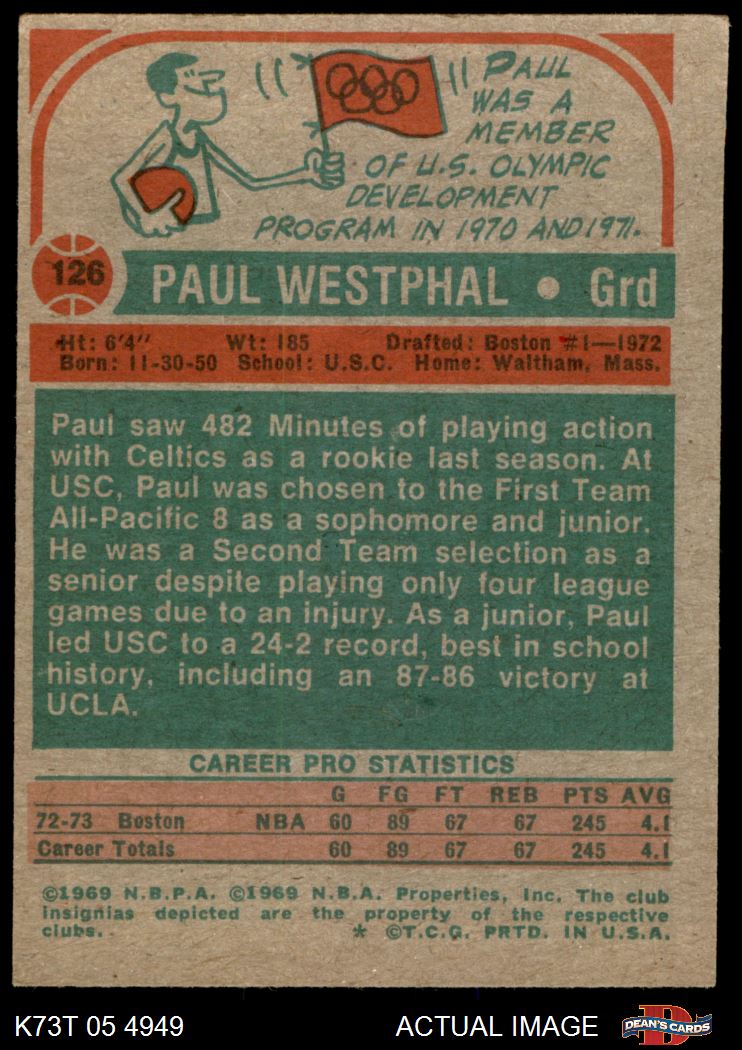 PAUL
WAS A
MEMBER
OF U.S. OLYMPIC
DEVELOPMENT
PROGRAM IN 1970 AND 1971.
126 PAUL WESTPHAL • Grd
Ht: 6'4" Wt: 185 Drafted: Boston #1—1972
Born: 11-30-50 School: U.S.C. Home: Waltham, Mass.
Paul saw 482 Minutes of playing action
with Celtics as a rookie last season. At
USC, Paul was chosen to the First Team
All-Pacific 8 as a sophomore and junior.
He was a Second Team selection as a
senior despite playing only four league
games due to an injury. As a junior, Paul
led USC to a 24-2 record, best in school
history, including an 87-86 victory at
UCLA.
CAREER PRO STATISTICS
G FG FT REB PTS AVG
72-73 Boston NBA 60 89 67 67 245 4.1
Career Totals 60 89 67 67 245 4.1
©1969 N.B.P.A. ©1969 N.B.A. Properties, Inc. The club
insignias depicted are the property of the respective
clubs. * ©T.C.G. PRTD. IN U.S.A.
K73T 05 4949 ACTUAL IMAGE D DEAN'S CARDS